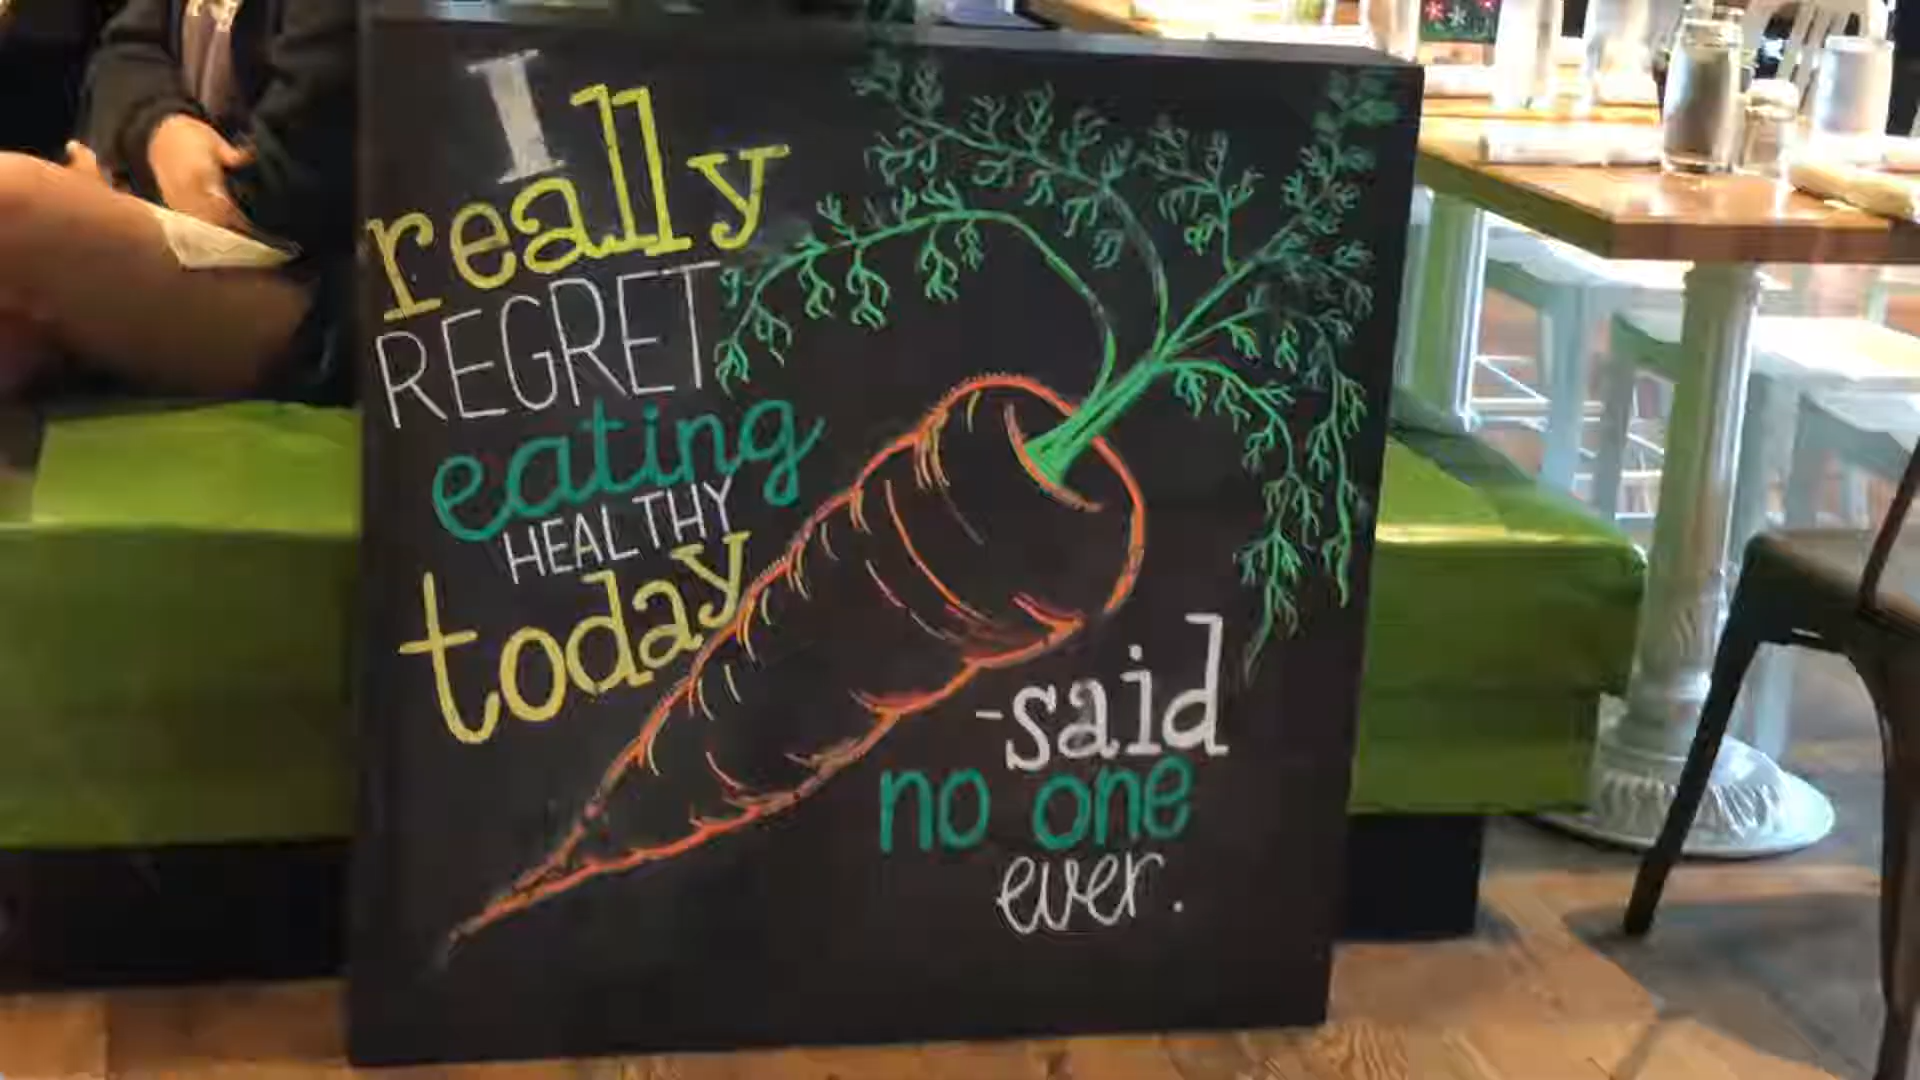 I
really
REGRET
eating
HEALTHY
today
-said
no one
ever.